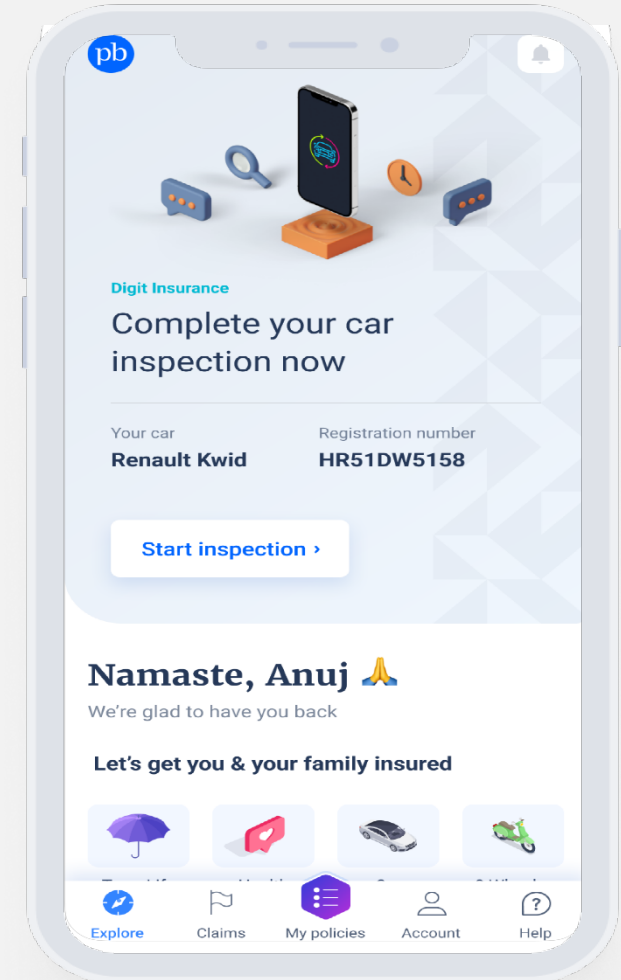 pb
Digit Insurance
Complete your car
inspection now
Your car
Registration number
Renault Kwid
HR51DW5158
Start inspection ›
Namaste, Anuj 🙏
We're glad to have you back
Let's get you & your family insured
Explore
Claims
My policies
Account
Help